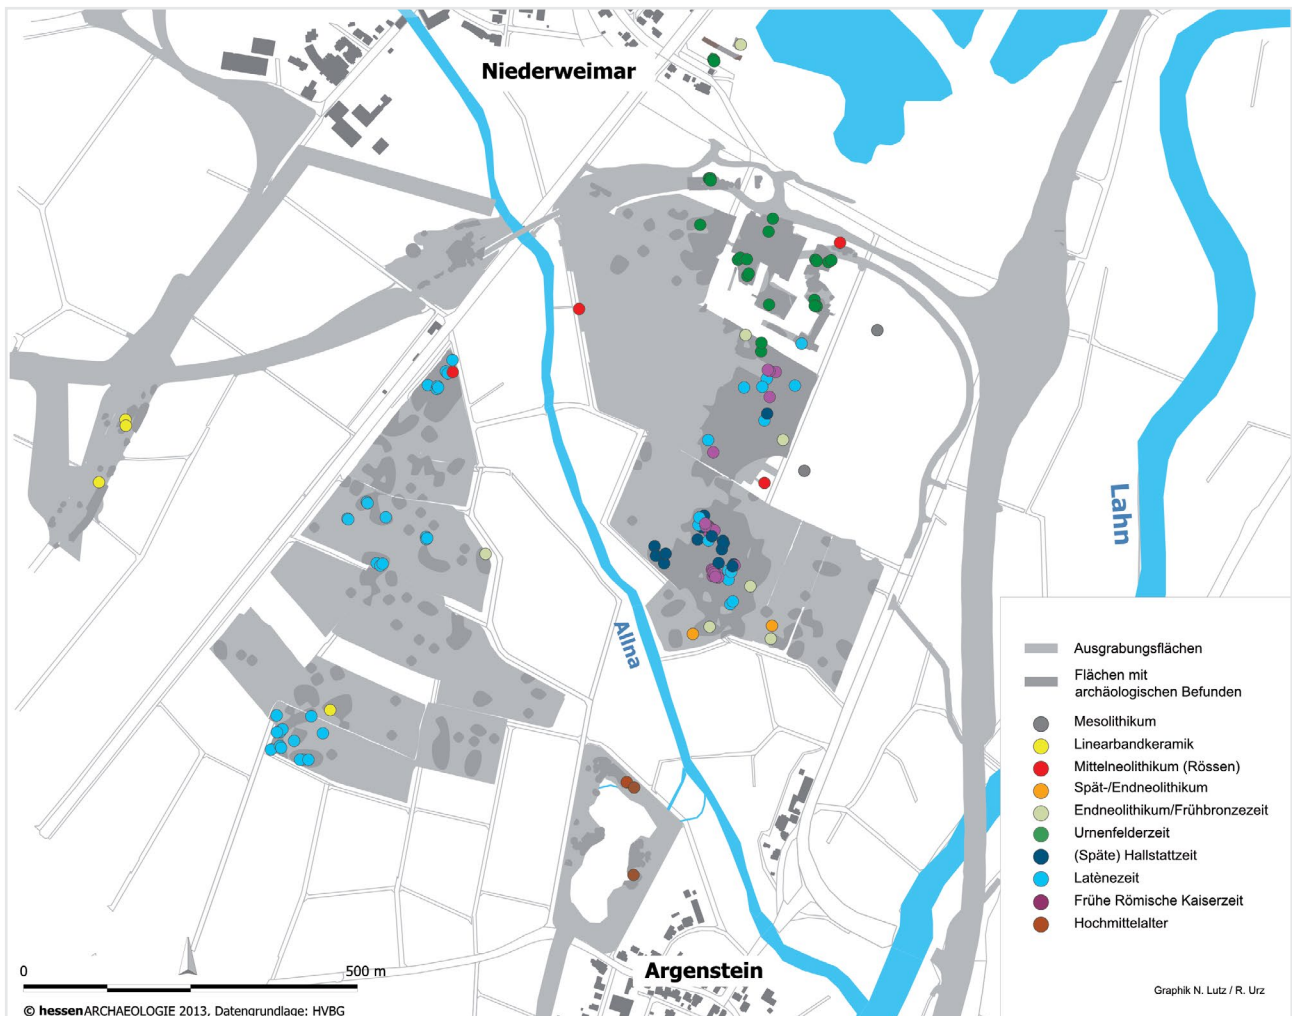 Niederweimar
Lahn
Allna
Ausgrabungsflächen
Flächen mit
archäologischen Befunden
Mesolithikum
Linearbandkeramik
Mittelneolithikum (Rössen)
Spät-/Endneolithikum
Endneolithikum/Frühbronzezeit
Urnenfelderzeit
(Späte) Hallstattzeit
Latènezeit
Frühe Römische Kaiserzeit
Hochmittelalter
Argenstein
0 500 m
Graphik N. Lutz / R. Urz
© hessenARCHAEOLOGIE 2013, Datengrundlage: HVBG